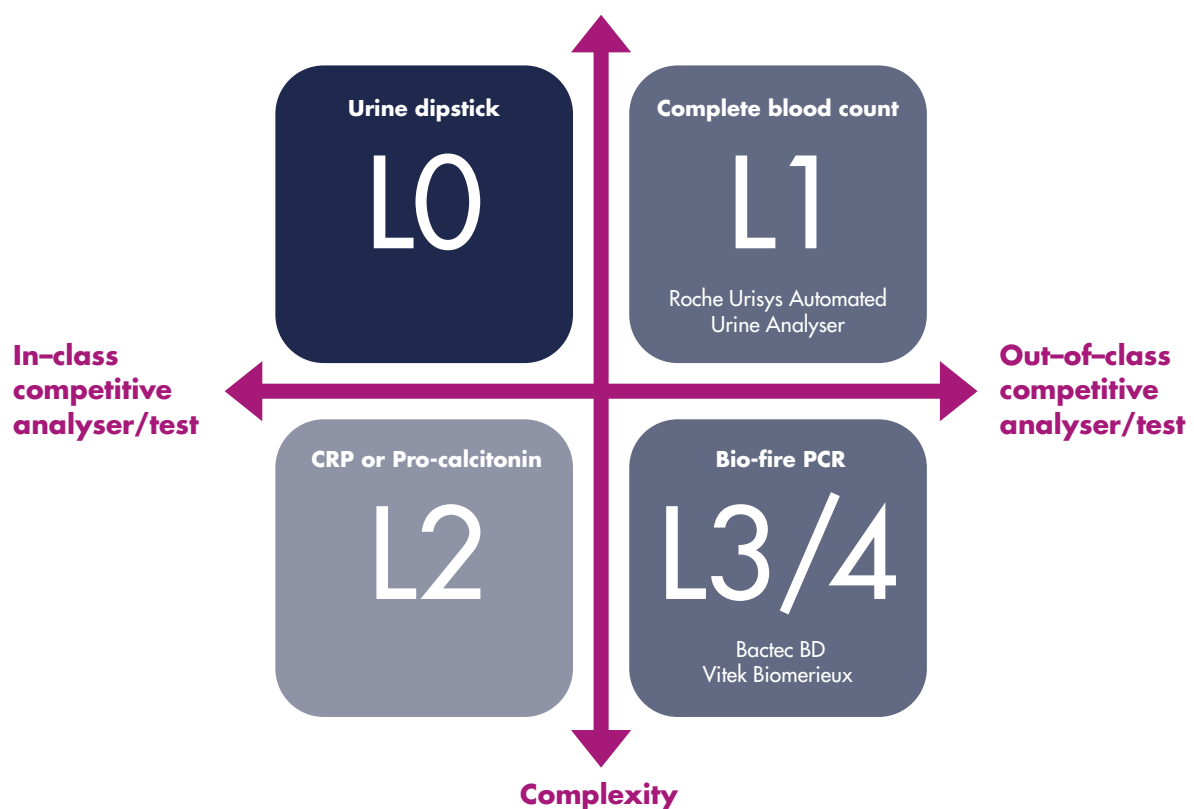 Urine dipstick
L0
Complete blood count
L1
Roche Urisys Automated
Urine Analyser
In–class
competitive
analyser/test
Out–of–class
competitive
analyser/test
CRP or Pro-calcitonin
L2
Bio-fire PCR
L3/4
Bactec BD
Vitek Biomerieux
Complexity